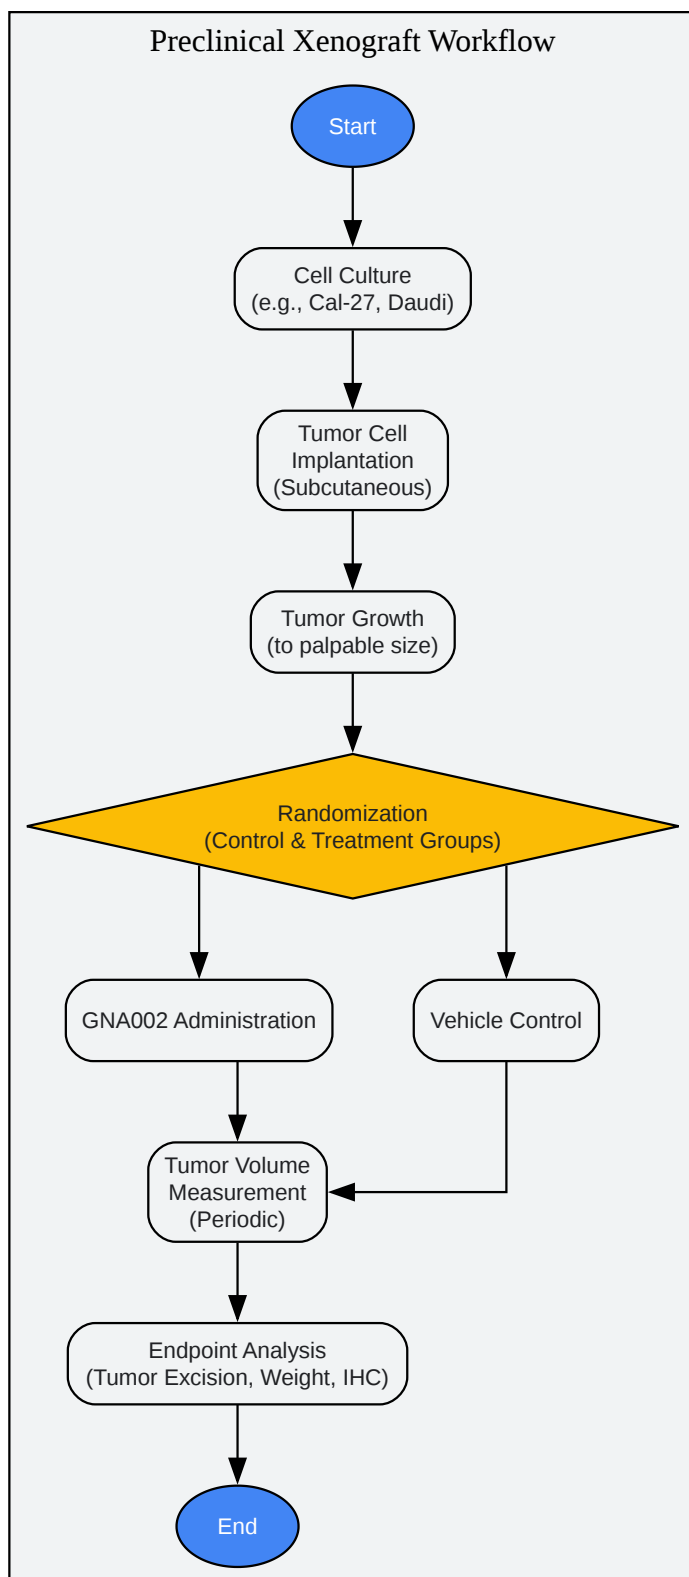 Preclinical Xenograft Workflow
Start
Cell Culture
(e.g., Cal-27, Daudi)
Tumor Cell
Implantation
(Subcutaneous)
Tumor Growth
(to palpable size)
Randomization
(Control & Treatment Groups)
GNA002 Administration
Vehicle Control
Tumor Volume
Measurement
(Periodic)
Endpoint Analysis
(Tumor Excision, Weight, IHC)
End